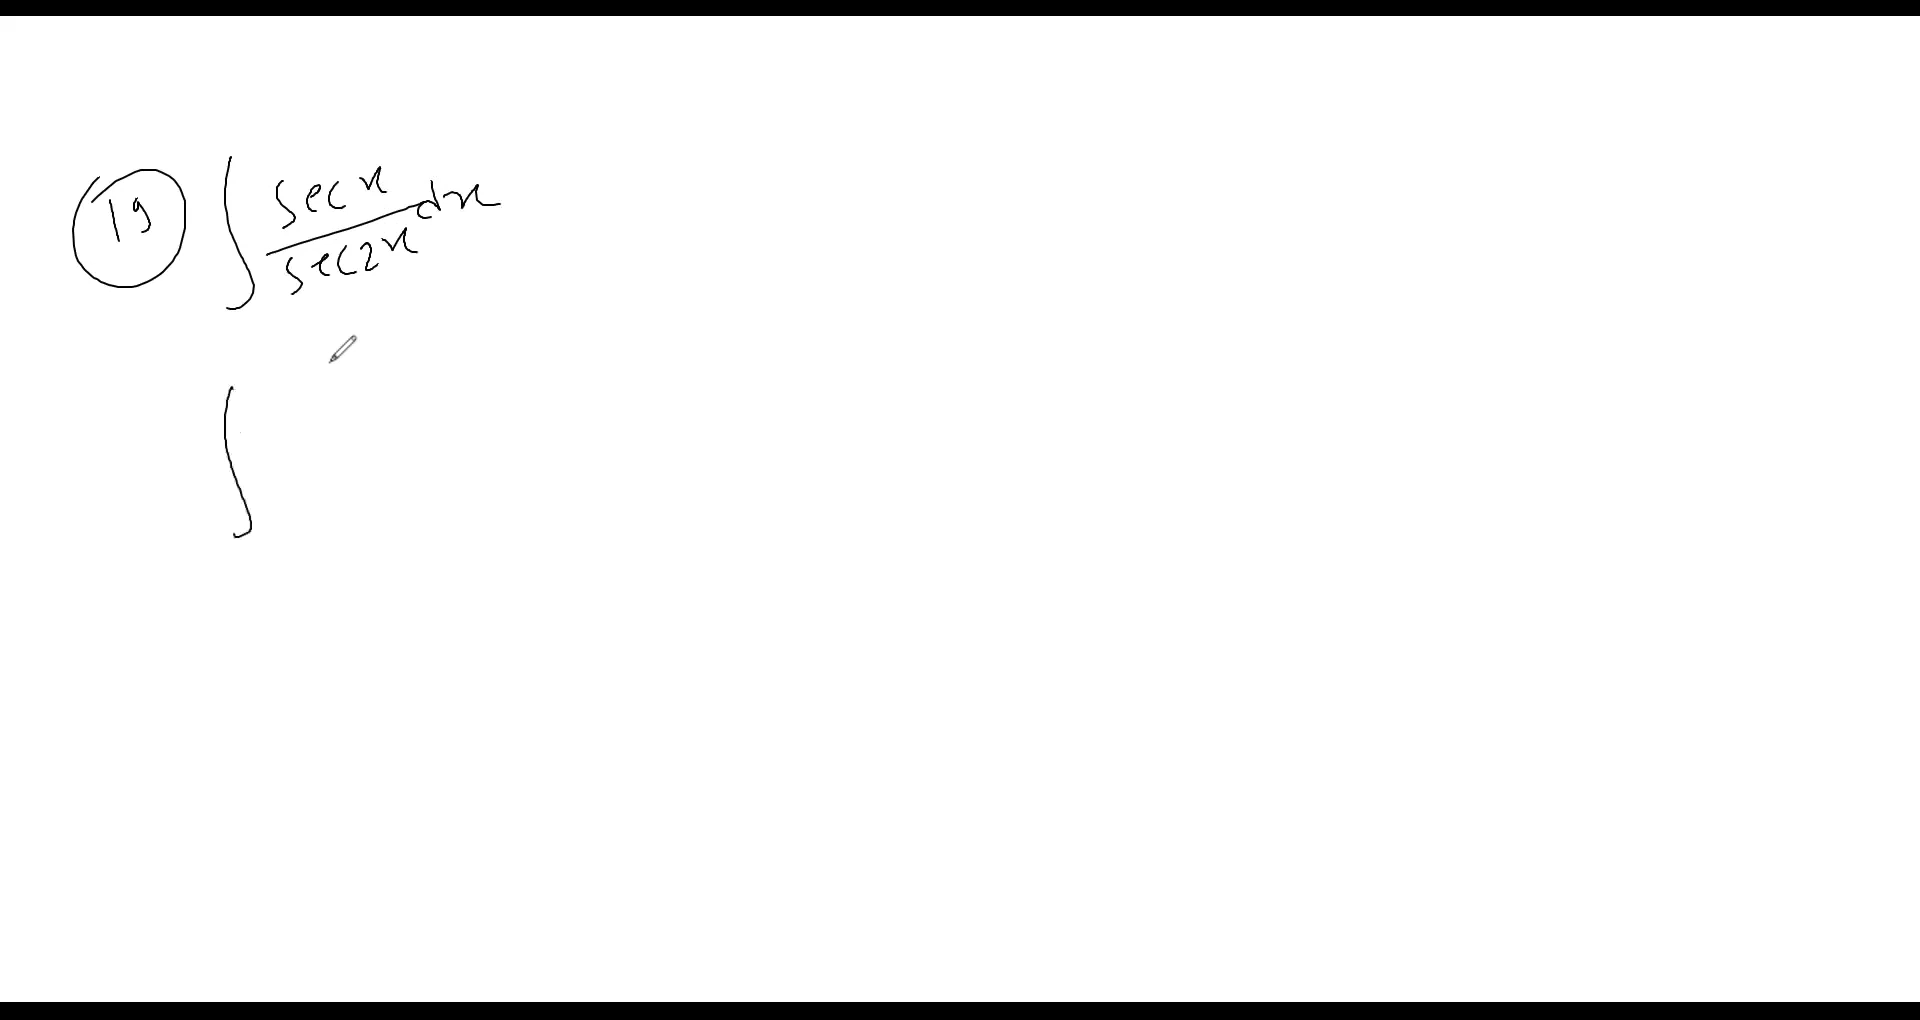 19 ∫ secx/sec2x dx
∫